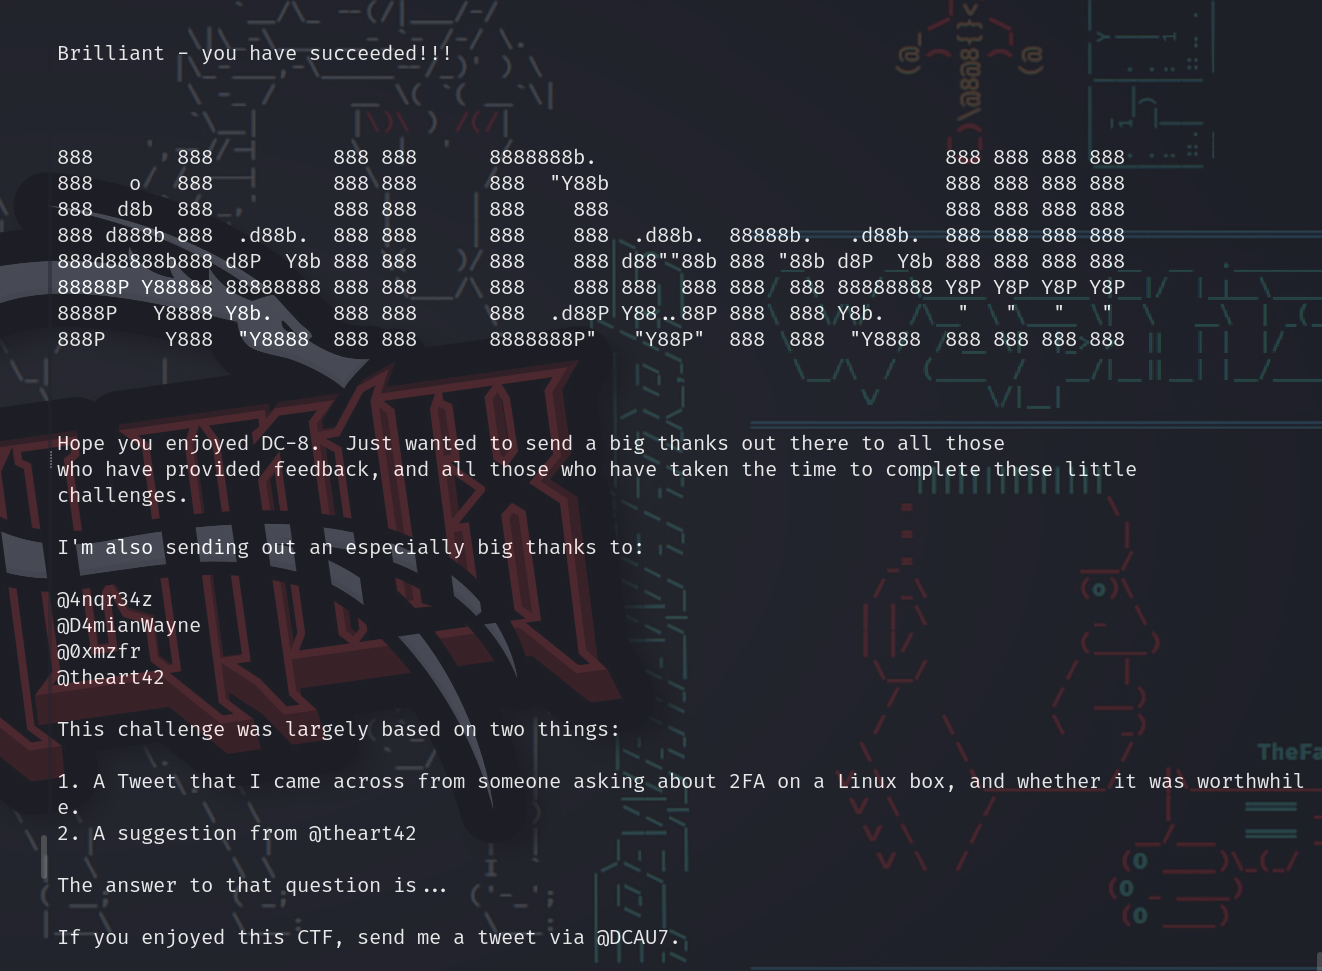 Brilliant - you have succeeded!!!
888       888          888 888      8888888b.                             888 888 888 888
888   o   888          888 888      888  "Y88b                            888 888 888 888
888  d8b  888          888 888      888    888                            888 888 888 888
888 d888b 888  .d88b.  888 888      888    888  .d88b.  88888b.   .d88b.  888 888 888 888
888d88888b888 d8P  Y8b 888 888      888    888 d88""88b 888 "88b d8P  Y8b 888 888 888 888
88888P Y88888 88888888 888 888      888    888 888  888 888  888 88888888 Y8P Y8P Y8P Y8P
8888P   Y8888 Y8b.     888 888      888  .d88P Y88..88P 888  888 Y8b.      "   "   "   "
888P     Y888  "Y8888  888 888      8888888P"   "Y88P"  888  888  "Y8888  888 888 888 888
Hope you enjoyed DC-8.  Just wanted to send a big thanks out there to all those
who have provided feedback, and all those who have taken the time to complete these little
challenges.
I'm also sending out an especially big thanks to:
@4nqr34z
@D4mianWayne
@0xmzfr
@theart42
This challenge was largely based on two things:
1. A Tweet that I came across from someone asking about 2FA on a Linux box, and whether it was worthwhil
e.
2. A suggestion from @theart42
The answer to that question is...
If you enjoyed this CTF, send me a tweet via @DCAU7.